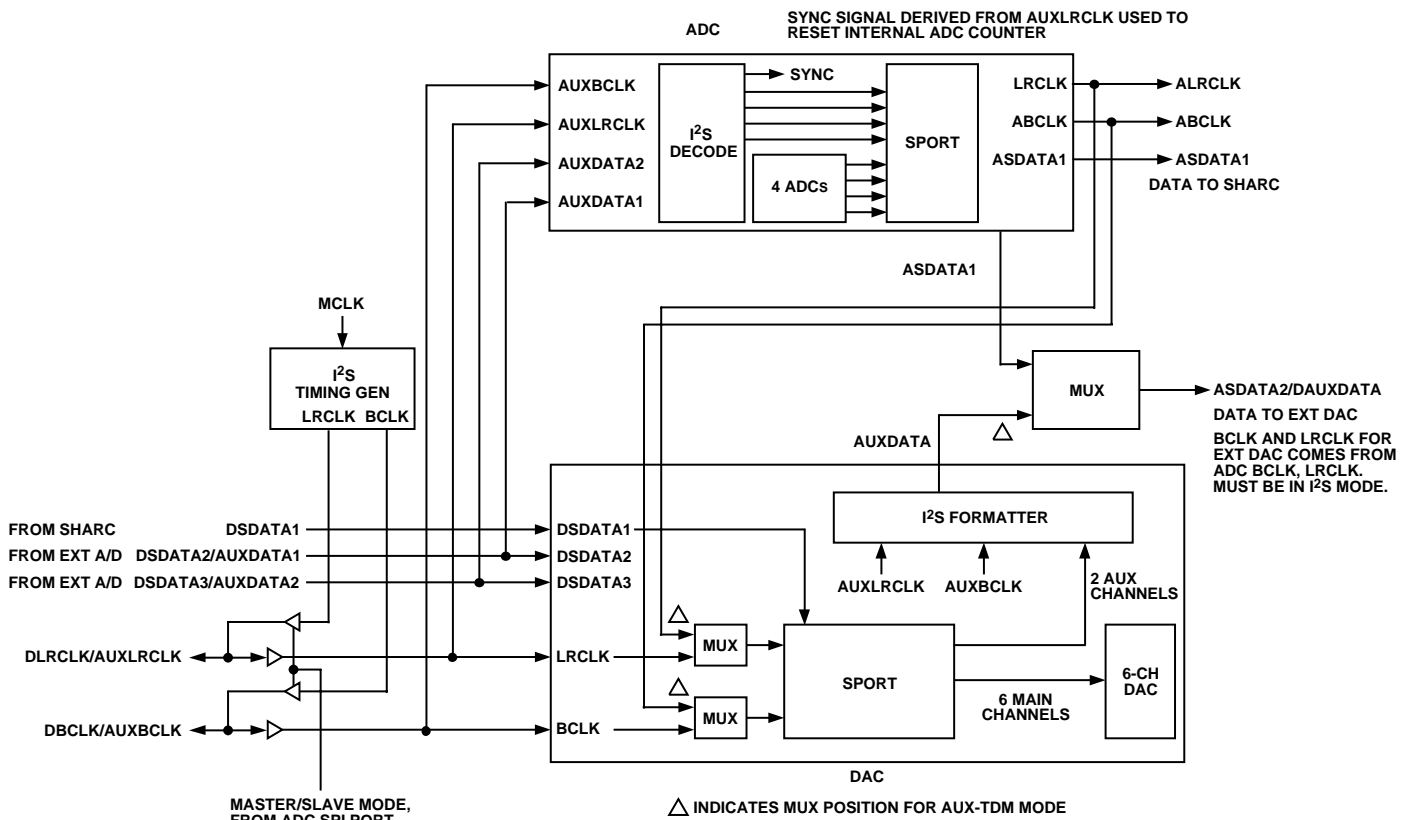 SYNC SIGNAL DERIVED FROM AUXLRCLK USED TO
RESET INTERNAL ADC COUNTER
ADC
AUXBCLK
AUXLRCLK
AUXDATA2
AUXDATA1
I2S
DECODE
SYNC
4 ADCs
SPORT
LRCLK
ABCLK
ASDATA1
ALRCLK
ABCLK
ASDATA1
DATA TO SHARC
ASDATA1
MCLK
I2S
TIMING GEN
LRCLK BCLK
MUX
ASDATA2/DAUXDATA
DATA TO EXT DAC
BCLK AND LRCLK FOR
EXT DAC COMES FROM
ADC BCLK, LRCLK.
MUST BE IN I2S MODE.
AUXDATA
I2S FORMATTER
FROM SHARC DSDATA1
FROM EXT A/D DSDATA2/AUXDATA1
FROM EXT A/D DSDATA3/AUXDATA2
DSDATA1
DSDATA2
DSDATA3
AUXLRCLK
AUXBCLK
2 AUX
CHANNELS
DLRCLK/AUXLRCLK
LRCLK
MUX
SPORT
6-CH
DAC
6 MAIN
CHANNELS
DBCLK/AUXBCLK
BCLK
MUX
DAC
MASTER/SLAVE MODE,
FROM ADC SPI PORT
△ INDICATES MUX POSITION FOR AUX-TDM MODE